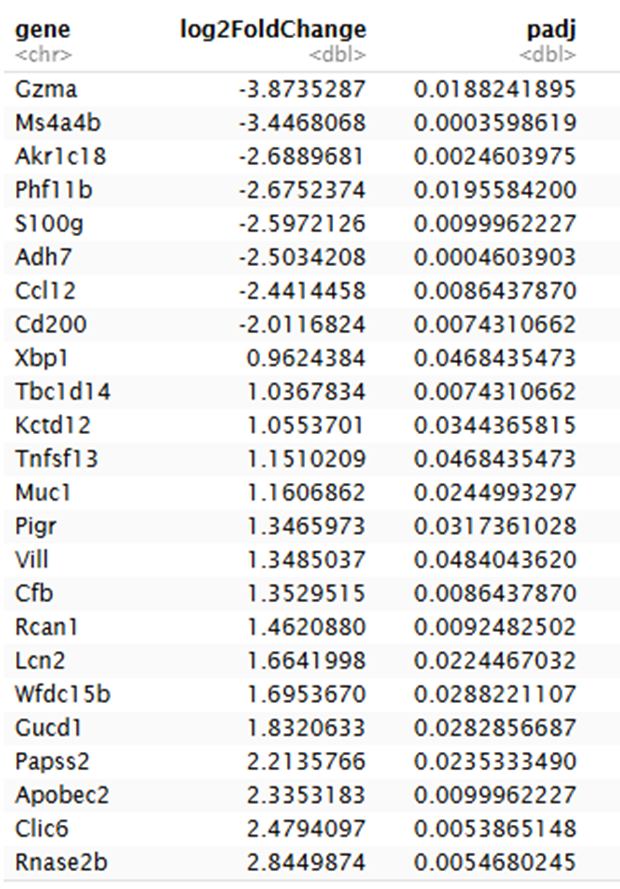 gene log2FoldChange padj
<chr> <dbl> <dbl>
Gzma -3.8735287 0.0188241895
Ms4a4b -3.4468068 0.0003598619
Akr1c18 -2.6889681 0.0024603975
Phf11b -2.6752374 0.0195584200
S100g -2.5972126 0.0099962227
Adh7 -2.5034208 0.0004603903
Ccl12 -2.4414458 0.0086437870
Cd200 -2.0116824 0.0074310662
Xbp1 0.9624384 0.0468435473
Tbc1d14 1.0367834 0.0074310662
Kctd12 1.0553701 0.0344365815
Tnfsf13 1.1510209 0.0468435473
Muc1 1.1606862 0.0244993297
Pigr 1.3465973 0.0317361028
Vill 1.3485037 0.0484043620
Cfb 1.3529515 0.0086437870
Rcan1 1.4620880 0.0092482502
Lcn2 1.6641998 0.0224467032
Wfdc15b 1.6953670 0.0288221107
Gucd1 1.8320633 0.0282856687
Papss2 2.2135766 0.0235333490
Apobec2 2.3353183 0.0099962227
Clic6 2.4794097 0.0053865148
Rnase2b 2.8449874 0.0054680245